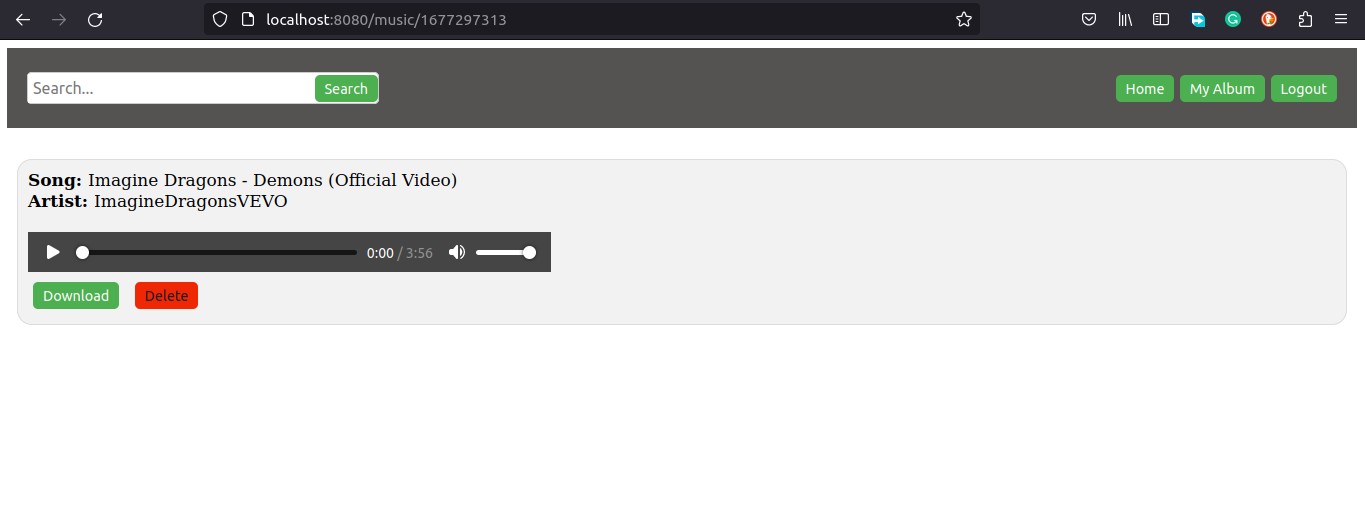 localhost:8080/music/1677297313
Search... Search Home My Album Logout
Song: Imagine Dragons - Demons (Official Video)
Artist: ImagineDragonsVEVO
0:00 / 3:56
Download Delete